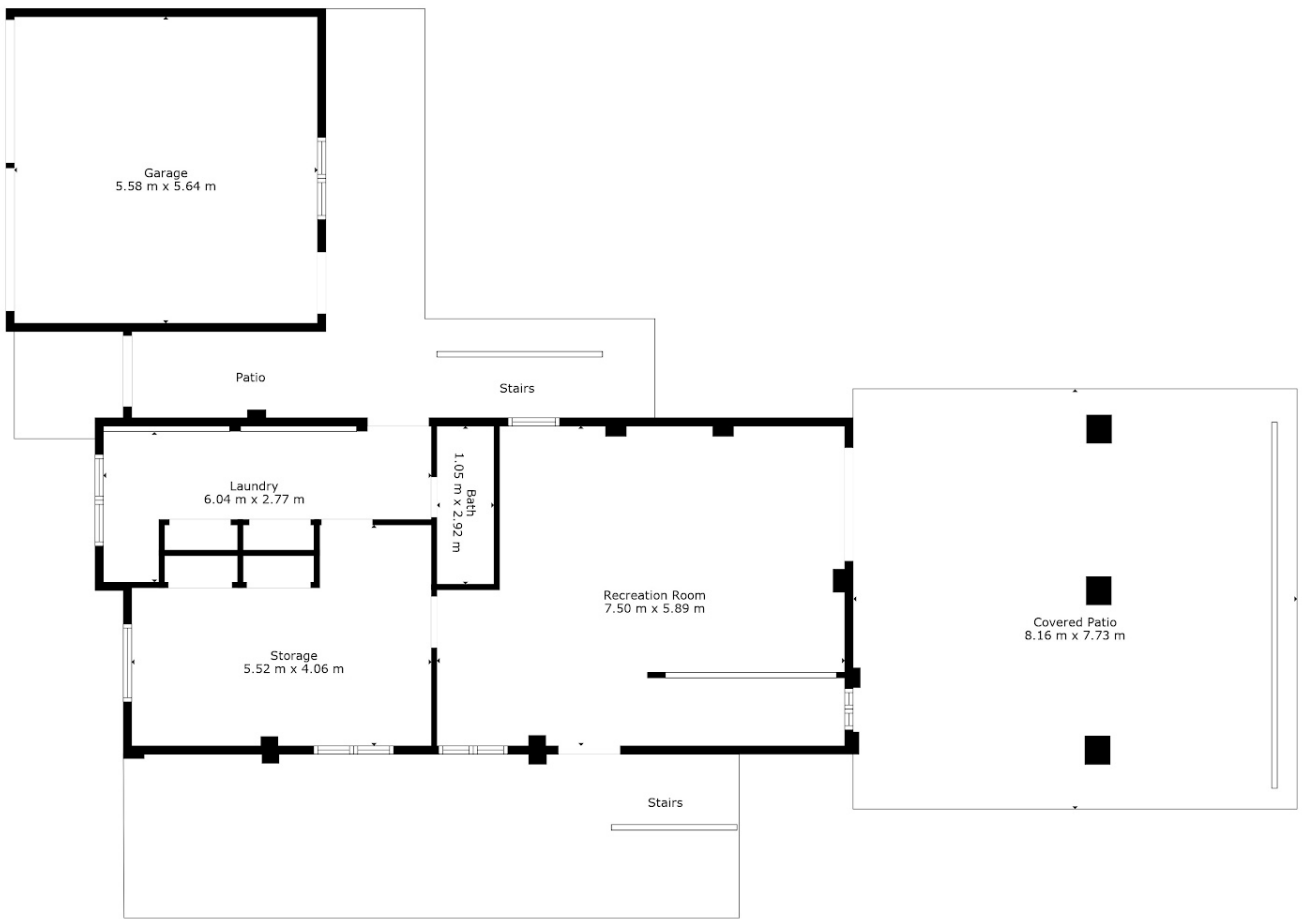 Garage
5.58 m x 5.64 m
Patio
Stairs
Laundry
6.04 m x 2.77 m
Bath
1.05 m x 2.92 m
Recreation Room
7.50 m x 5.89 m
Covered Patio
8.16 m x 7.73 m
Storage
5.52 m x 4.06 m
Stairs